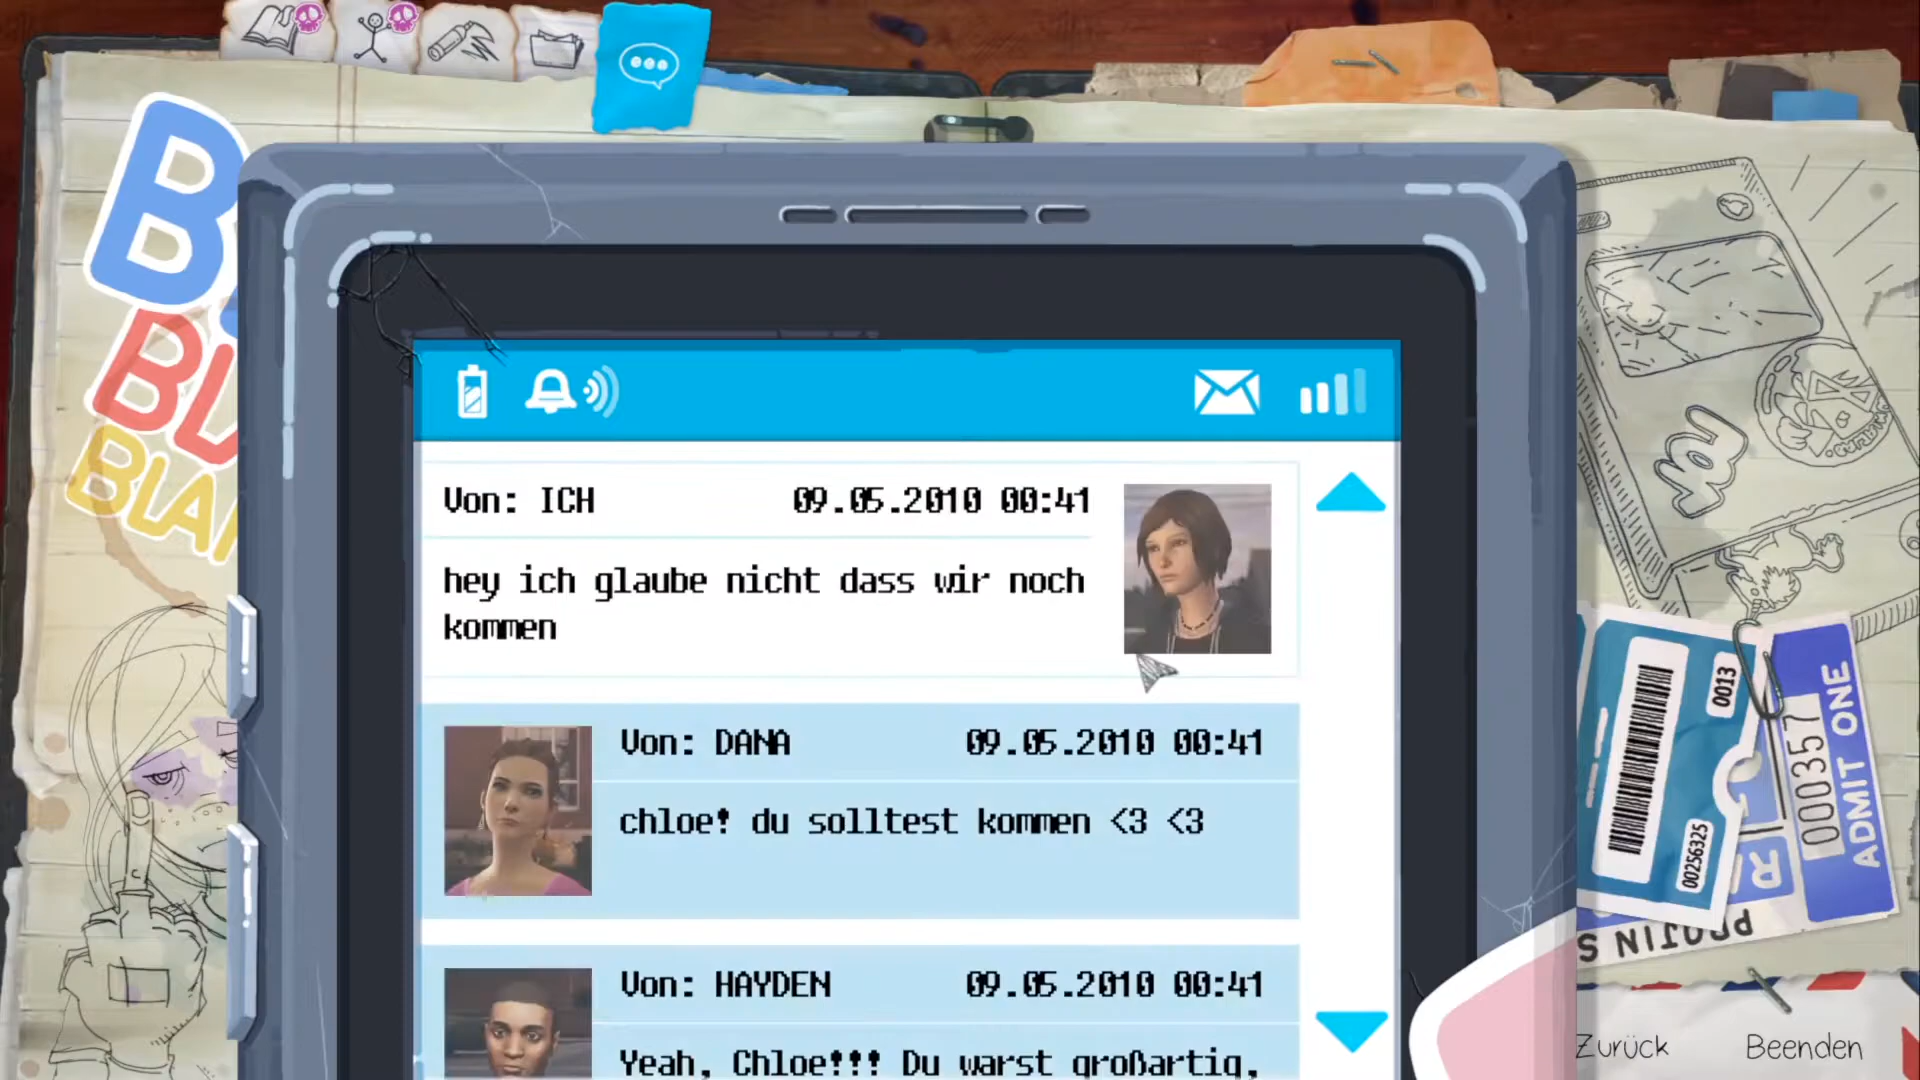 Von: ICH 09.05.2010 00:41
hey ich glaube nicht dass wir noch
kommen
Von: DANA 09.05.2010 00:41
chloe! du solltest kommen <3 <3
Von: HAYDEN 09.05.2010 00:41
Yeah, Chloe!!! Du warst großartig,
0013
00256325
000357
ADMIT ONE
Zurück
Beenden